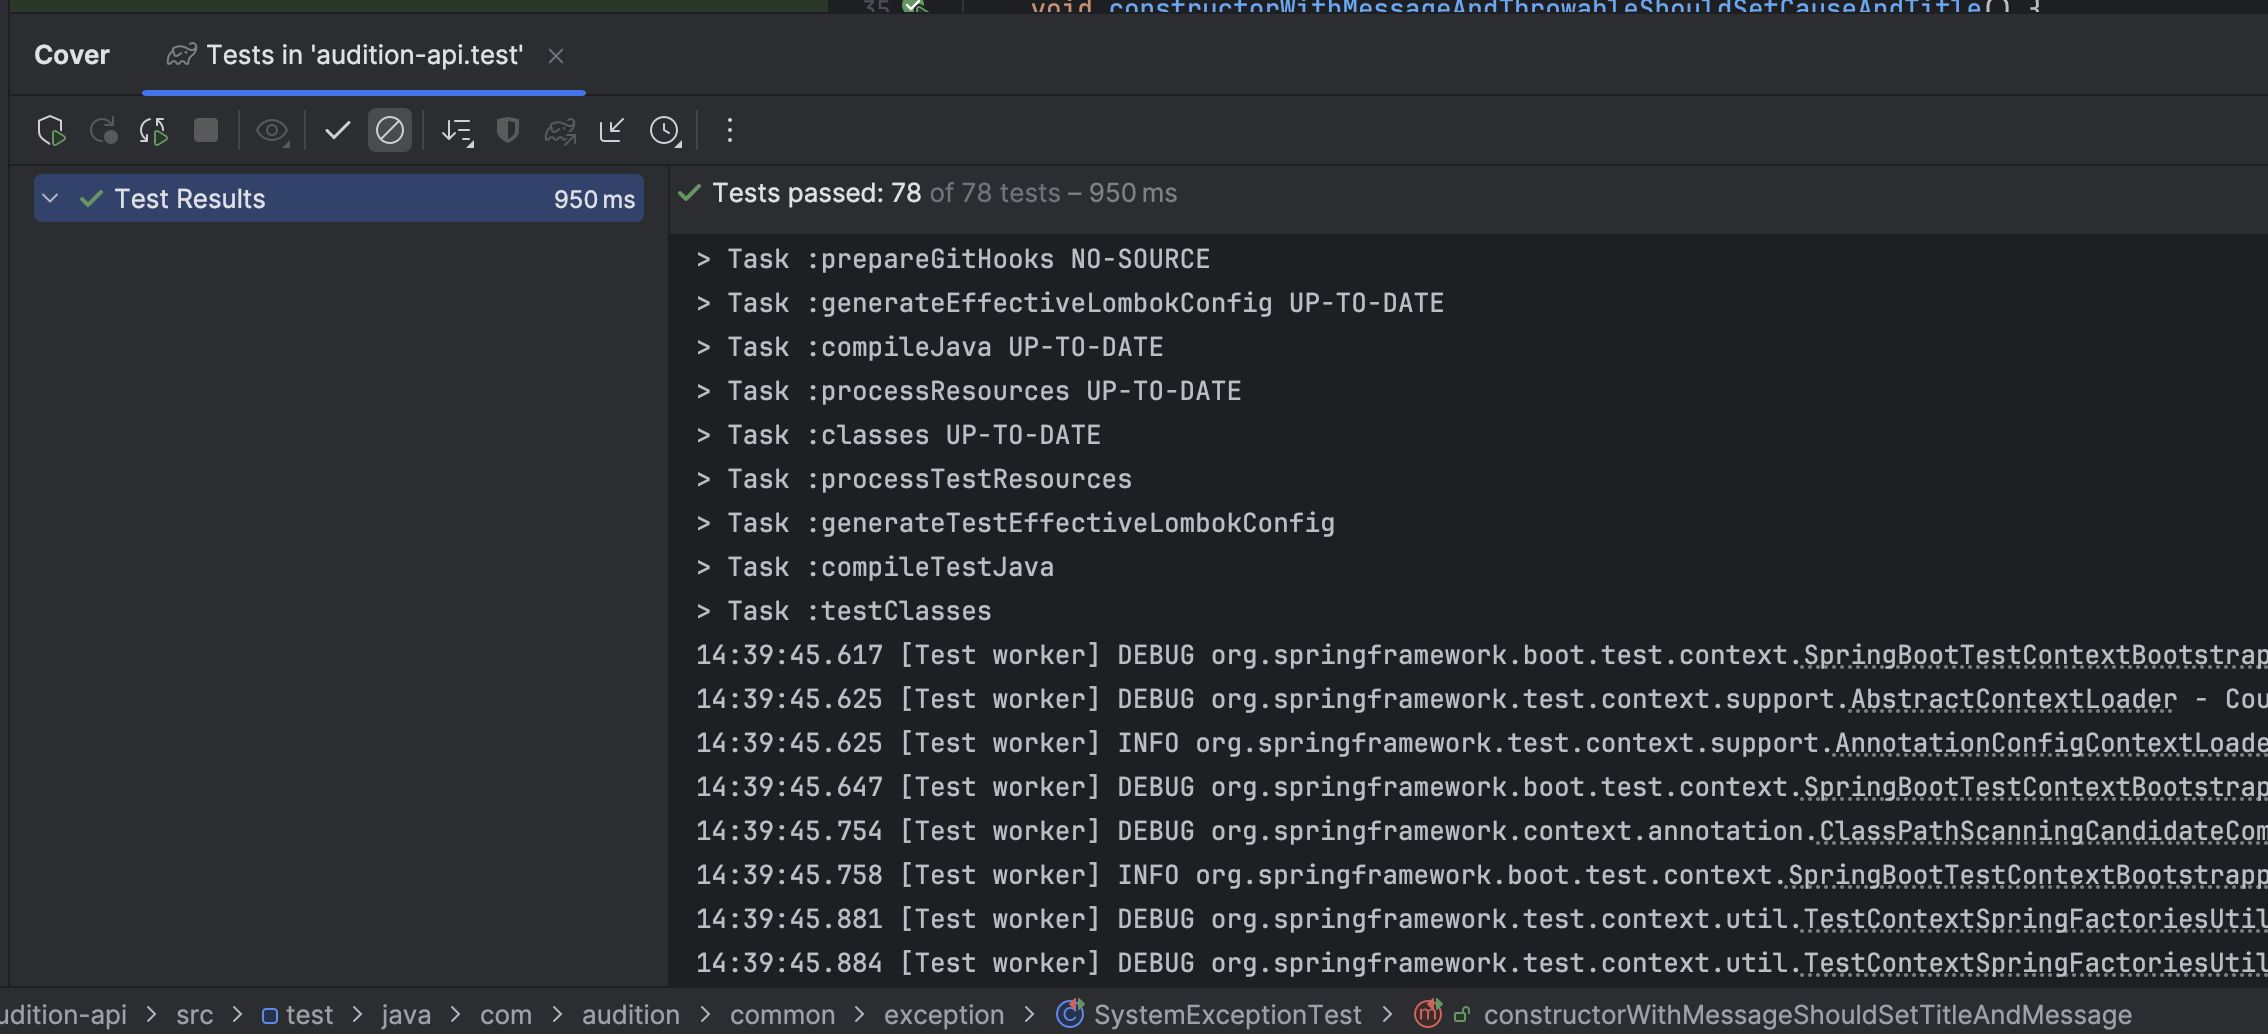 35 void constructorWithMessageAndThrowableShouldSetCauseAndTitle() {
Cover Tests in 'audition-api.test'
Test Results 950 ms
Tests passed: 78 of 78 tests – 950 ms
> Task :prepareGitHooks NO-SOURCE
> Task :generateEffectiveLombokConfig UP-TO-DATE
> Task :compileJava UP-TO-DATE
> Task :processResources UP-TO-DATE
> Task :classes UP-TO-DATE
> Task :processTestResources
> Task :generateTestEffectiveLombokConfig
> Task :compileTestJava
> Task :testClasses
14:39:45.617 [Test worker] DEBUG org.springframework.boot.test.context.SpringBootTestContextBootstrap
14:39:45.625 [Test worker] DEBUG org.springframework.test.context.support.AbstractContextLoader - Cou
14:39:45.625 [Test worker] INFO org.springframework.test.context.support.AnnotationConfigContextLoade
14:39:45.647 [Test worker] DEBUG org.springframework.boot.test.context.SpringBootTestContextBootstrap
14:39:45.754 [Test worker] DEBUG org.springframework.context.annotation.ClassPathScanningCandidateCom
14:39:45.758 [Test worker] INFO org.springframework.boot.test.context.SpringBootTestContextBootstrapp
14:39:45.881 [Test worker] DEBUG org.springframework.test.context.util.TestContextSpringFactoriesUtil
14:39:45.884 [Test worker] DEBUG org.springframework.test.context.util.TestContextSpringFactoriesUtil
udition-api > src > test > java > com > audition > common > exception > SystemExceptionTest > constructorWithMessageShouldSetTitleAndMessage